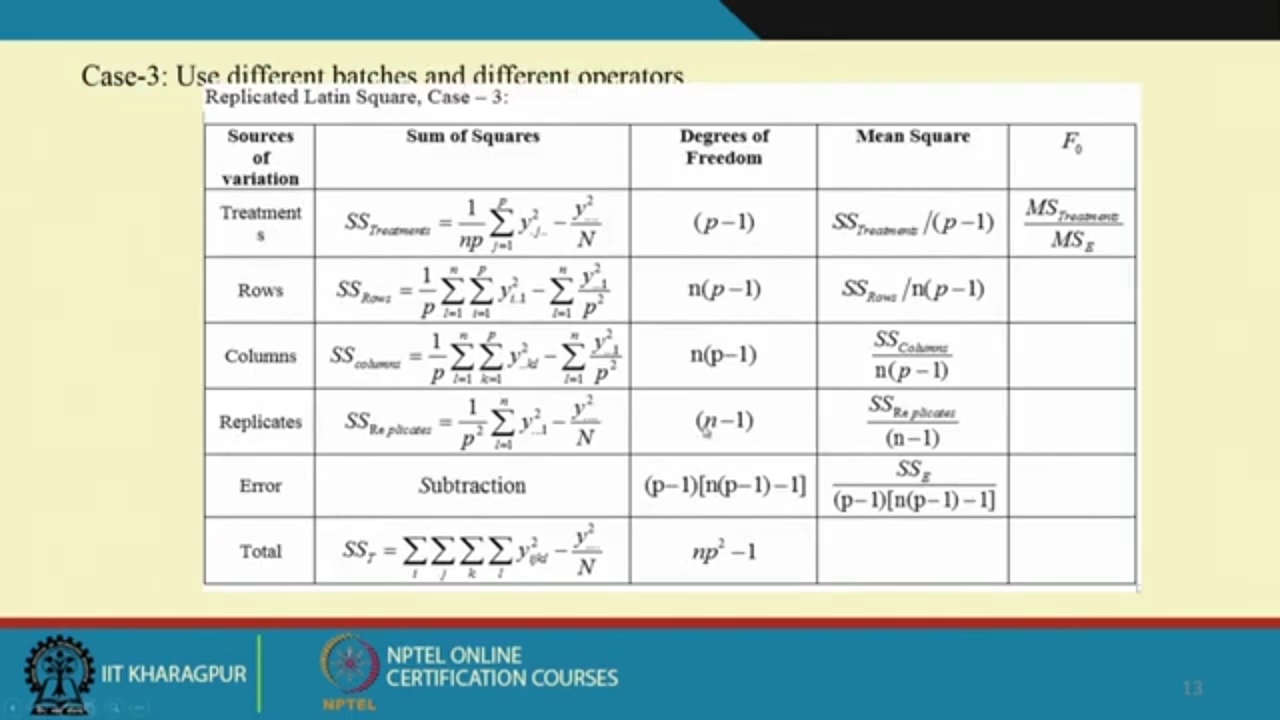 Case-3: Use different batches and different operators
Replicated Latin Square, Case – 3:
Sources of variation | Sum of Squares | Degrees of Freedom | Mean Square | F₀
Treatments | SS_Treatments = 1/np Σ_{j=1}^{p} y²_{.j..} − y²_{....}/N | (p−1) | SS_Treatments/(p−1) | MS_Treatments/MS_E
Rows | SS_Rows = 1/p Σ_{l=1}^{n} Σ_{i=1}^{p} y²_{i..1} − Σ_{l=1}^{n} y²_{...1}/p² | n(p−1) | SS_Rows/n(p−1)
Columns | SS_columns = 1/p Σ_{l=1}^{n} Σ_{k=1}^{p} y²_{..kl} − Σ_{l=1}^{n} y²_{...1}/p² | n(p−1) | SS_Columns/n(p−1)
Replicates | SS_Replicates = 1/p² Σ_{l=1}^{n} y²_{...1} − y²_{....}/N | (n−1) | SS_Replicates/(n−1)
Error | Subtraction | (p−1)[n(p−1)−1] | SS_E/(p−1)[n(p−1)−1]
Total | SS_T = Σ_i Σ_j Σ_k Σ_l y²_{ijkl} − y²_{....}/N | np²−1
IIT KHARAGPUR
NPTEL
NPTEL ONLINE
CERTIFICATION COURSES
13